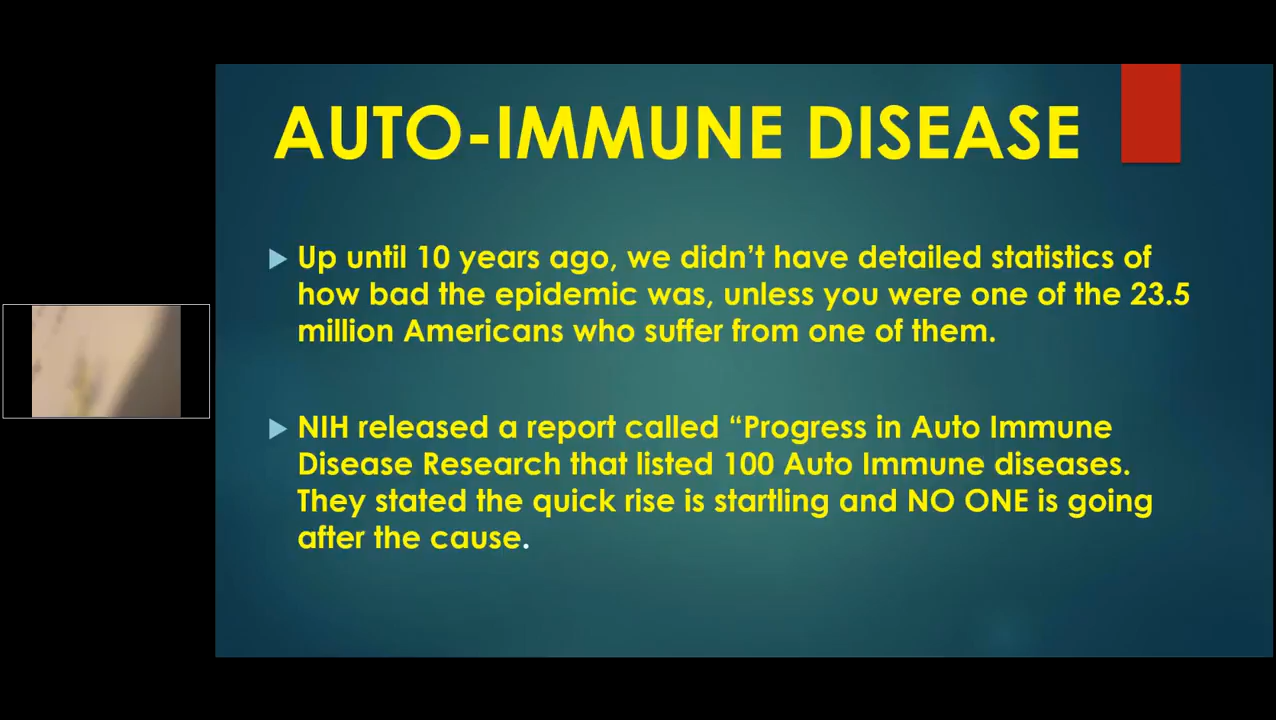 AUTO-IMMUNE DISEASE
Up until 10 years ago, we didn’t have detailed statistics of
how bad the epidemic was, unless you were one of the 23.5
million Americans who suffer from one of them.
NIH released a report called “Progress in Auto Immune
Disease Research that listed 100 Auto Immune diseases.
They stated the quick rise is startling and NO ONE is going
after the cause.